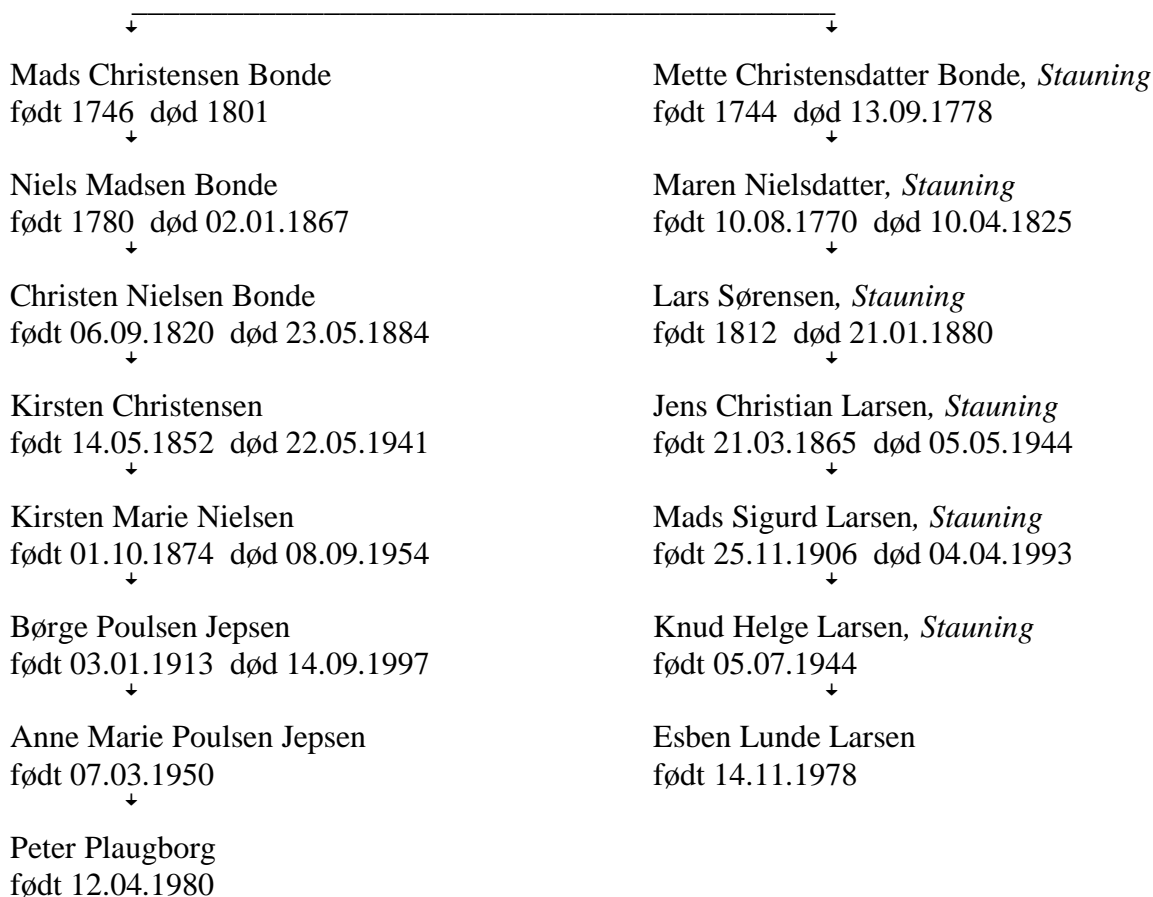 Mads Christensen Bonde
født 1746 død 1801
Niels Madsen Bonde
født 1780 død 02.01.1867
Christen Nielsen Bonde
født 06.09.1820 død 23.05.1884
Kirsten Christensen
født 14.05.1852 død 22.05.1941
Kirsten Marie Nielsen
født 01.10.1874 død 08.09.1954
Børge Poulsen Jepsen
født 03.01.1913 død 14.09.1997
Anne Marie Poulsen Jepsen
født 07.03.1950
Peter Plaugborg
født 12.04.1980
Mette Christensdatter Bonde, Stauning
født 1744 død 13.09.1778
Maren Nielsdatter, Stauning
født 10.08.1770 død 10.04.1825
Lars Sørensen, Stauning
født 1812 død 21.01.1880
Jens Christian Larsen, Stauning
født 21.03.1865 død 05.05.1944
Mads Sigurd Larsen, Stauning
født 25.11.1906 død 04.04.1993
Knud Helge Larsen, Stauning
født 05.07.1944
Esben Lunde Larsen
født 14.11.1978